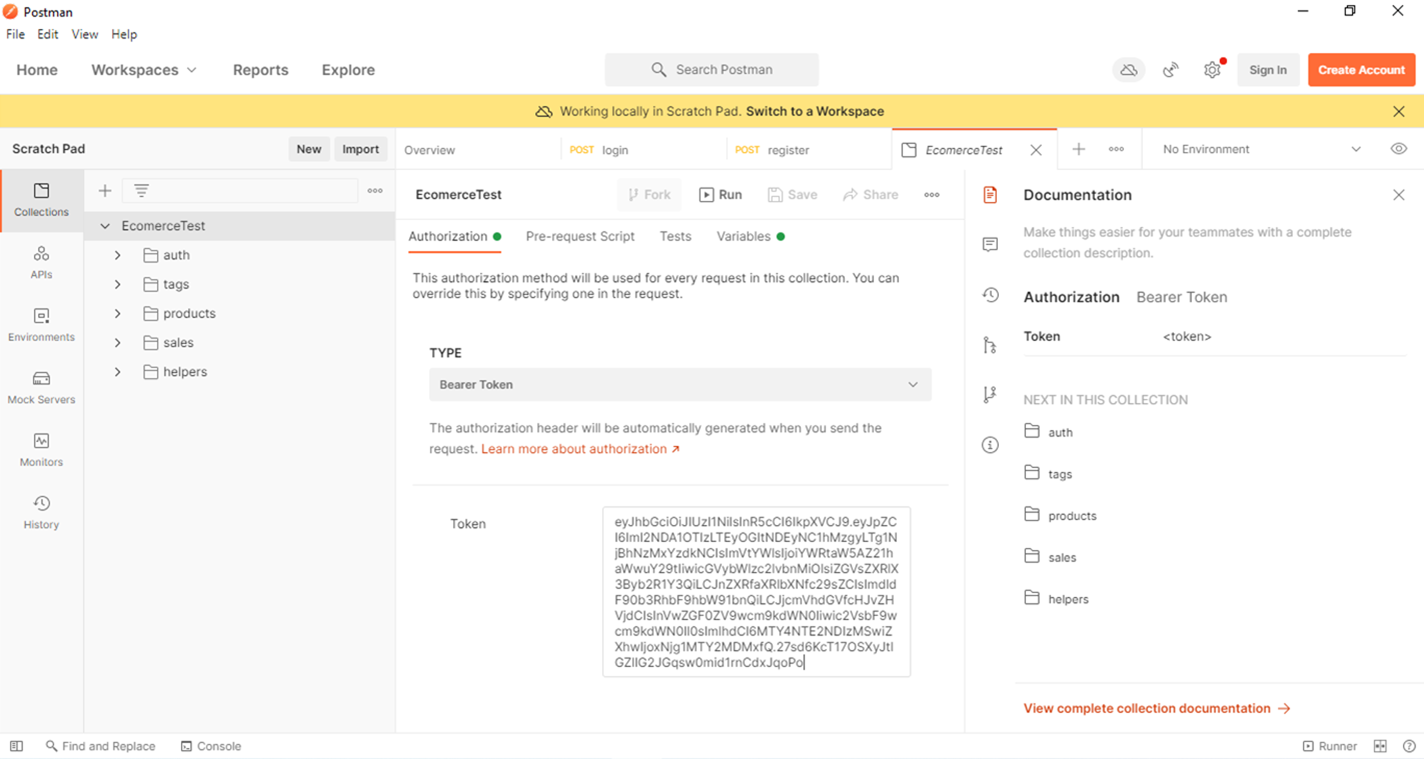 Postman
File Edit View Help
Home Workspaces Reports Explore
Search Postman
Sign In
Create Account
Working locally in Scratch Pad. Switch to a Workspace
Scratch Pad
New
Import
Overview
POST login
POST register
EcomerceTest
No Environment
Collections
APIs
Environments
Mock Servers
Monitors
History
EcomerceTest
auth
tags
products
sales
helpers
EcomerceTest
Fork
Run
Save
Share
Authorization
Pre-request Script
Tests
Variables
This authorization method will be used for every request in this collection. You can
override this by specifying one in the request.
TYPE
Bearer Token
The authorization header will be automatically generated when you send the
request. Learn more about authorization
Token
Documentation
Make things easier for your teammates with a complete
collection description.
Authorization Bearer Token
Token <token>
NEXT IN THIS COLLECTION
auth
tags
products
sales
helpers
View complete collection documentation
Find and Replace
Console
Runner